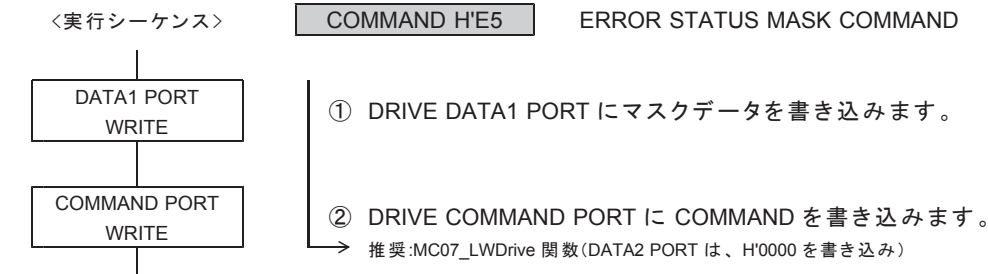 <実行シーケンス>
COMMAND H'E5
ERROR STATUS MASK COMMAND
DATA1 PORT
WRITE
① DRIVE DATA1 PORT にマスクデータを書き込みます。
COMMAND PORT
WRITE
② DRIVE COMMAND PORT に COMMAND を書き込みます。
推奨:MC07_LWDrive 関数(DATA2 PORT は、H'0000 を書き込み)